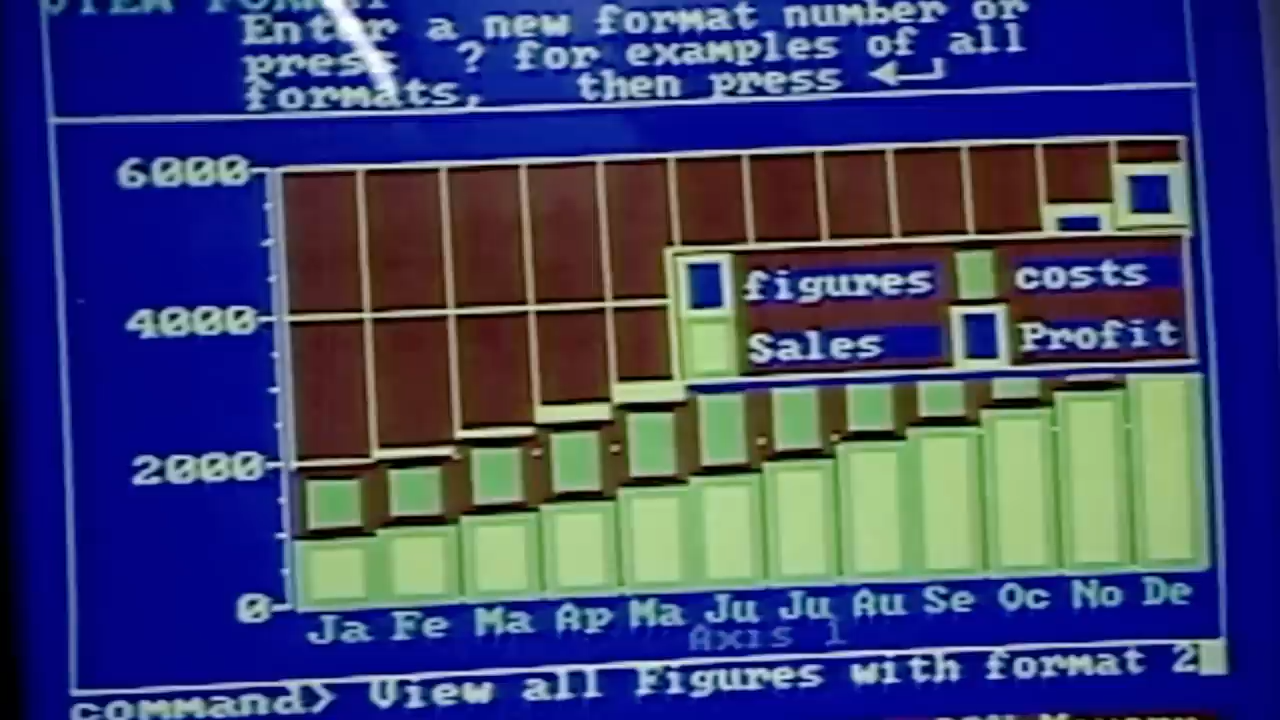 VIEW FORMAT
Enter a new format number or
press ? for examples of all
formats, then press
6000
4000
2000
0
figures costs
Sales Profit
Ja Fe Ma Ap Ma Ju Ju Au Se Oc No De
Axis 1
command> View all Figures with format 2